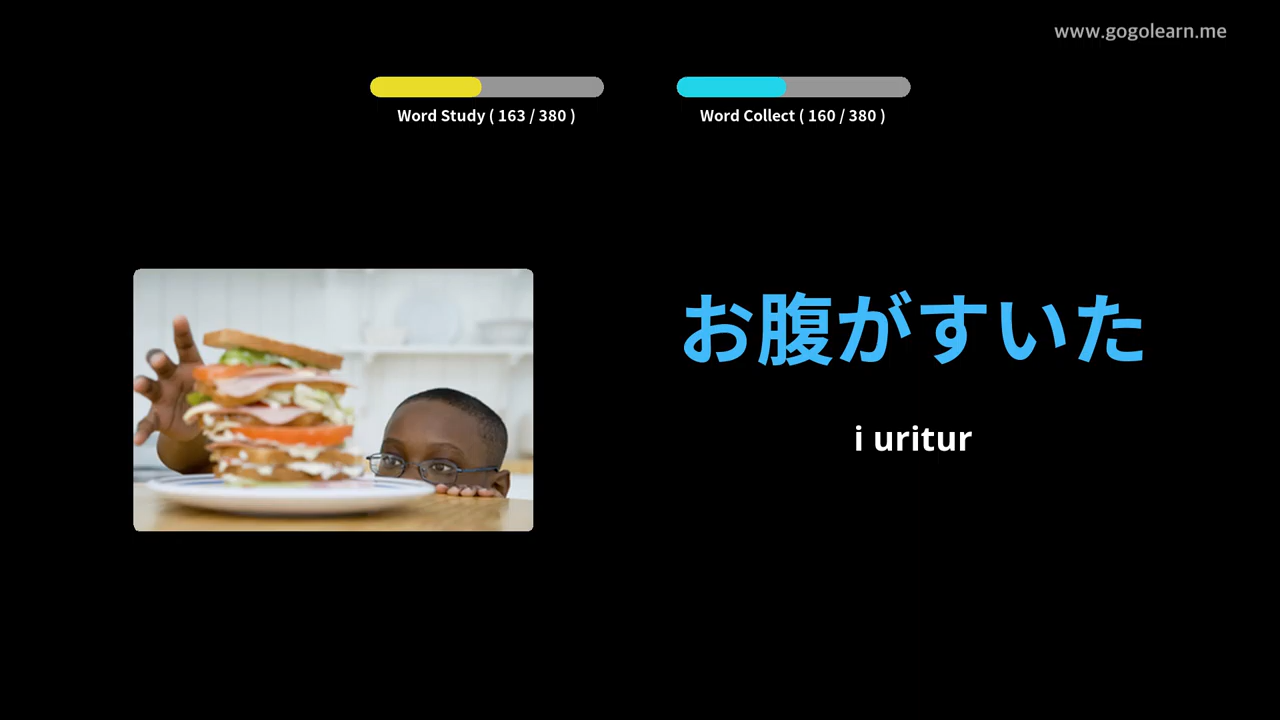 www.gogolearn.me
Word Study ( 163 / 380 )
Word Collect ( 160 / 380 )
お腹がすいた
i uritur